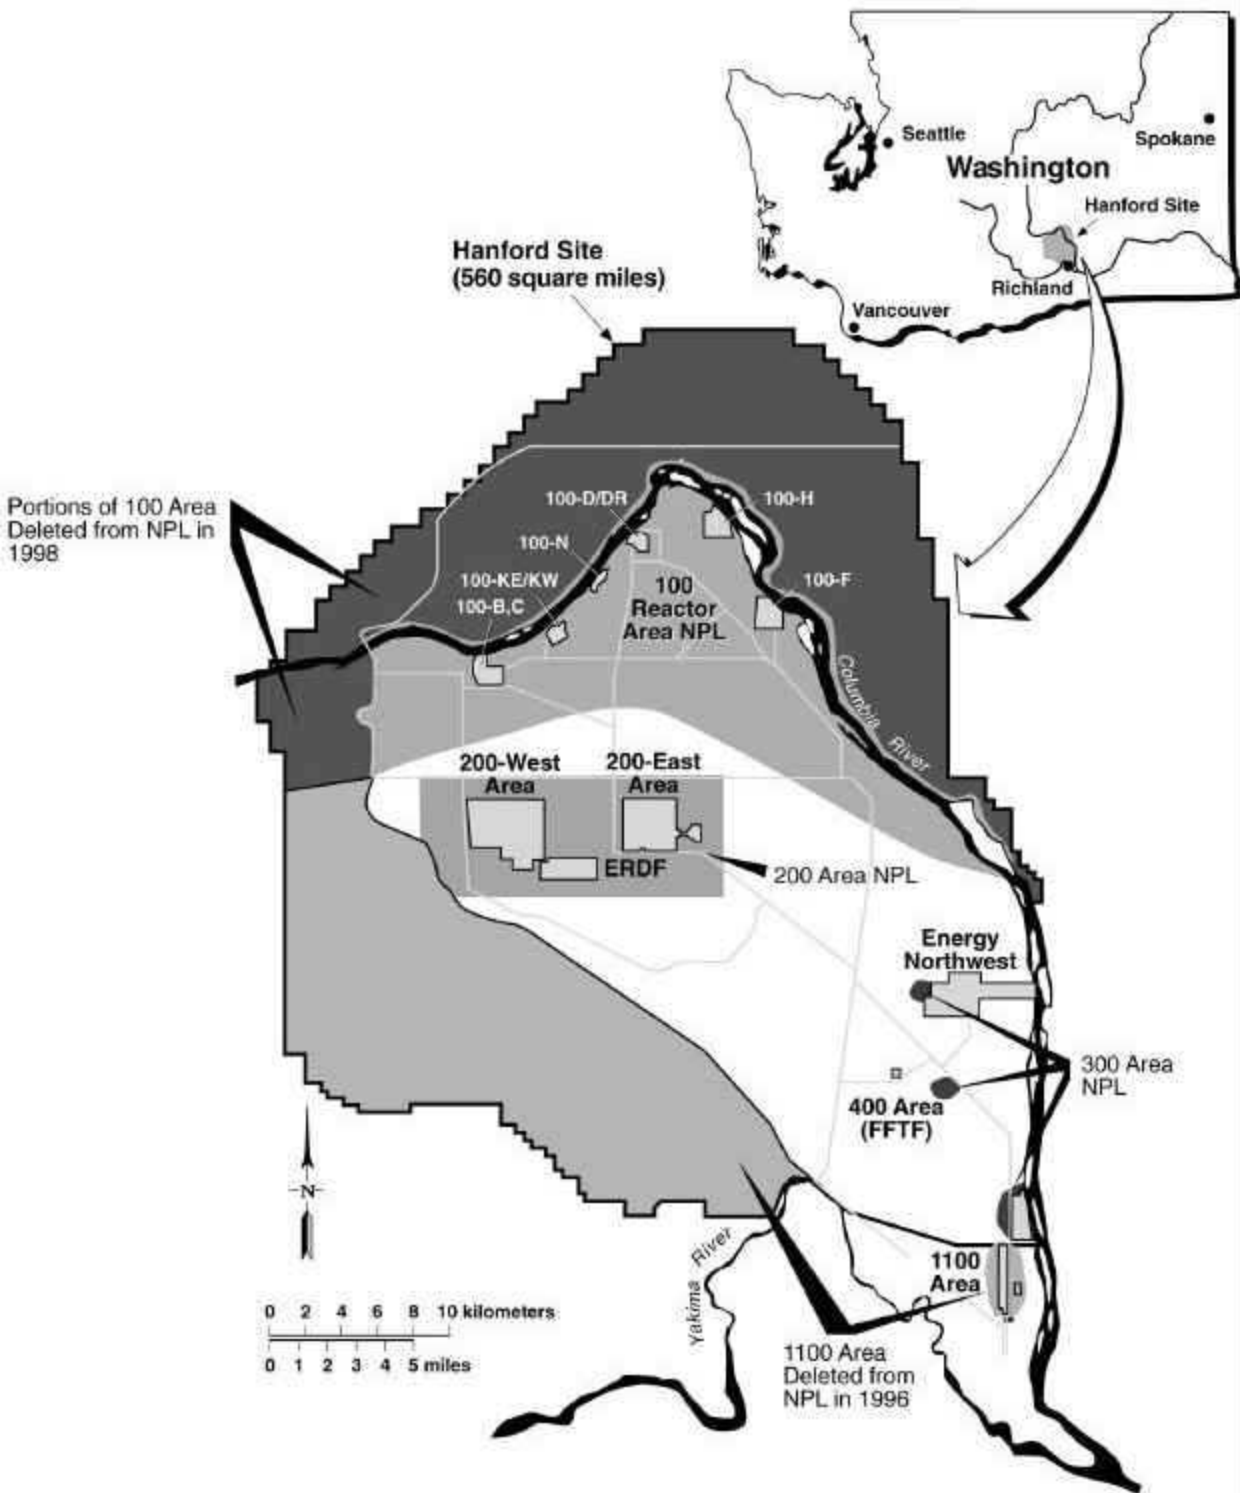 Seattle
Spokane
Washington
Hanford Site
Richland
Vancouver
Hanford Site
(560 square miles)
Portions of 100 Area
Deleted from NPL in
1998
100-D/DR
100-H
100-N
100-KE/KW
100-B,C
100-F
100
Reactor
Area NPL
Columbia
River
200-West
Area
200-East
Area
ERDF
200 Area NPL
Energy
Northwest
300 Area
NPL
400 Area
(FFTF)
N
Yakima River
1100
Area
0 2 4 6 8 10 kilometers
0 1 2 3 4 5 miles
1100 Area
Deleted from
NPL in 1996